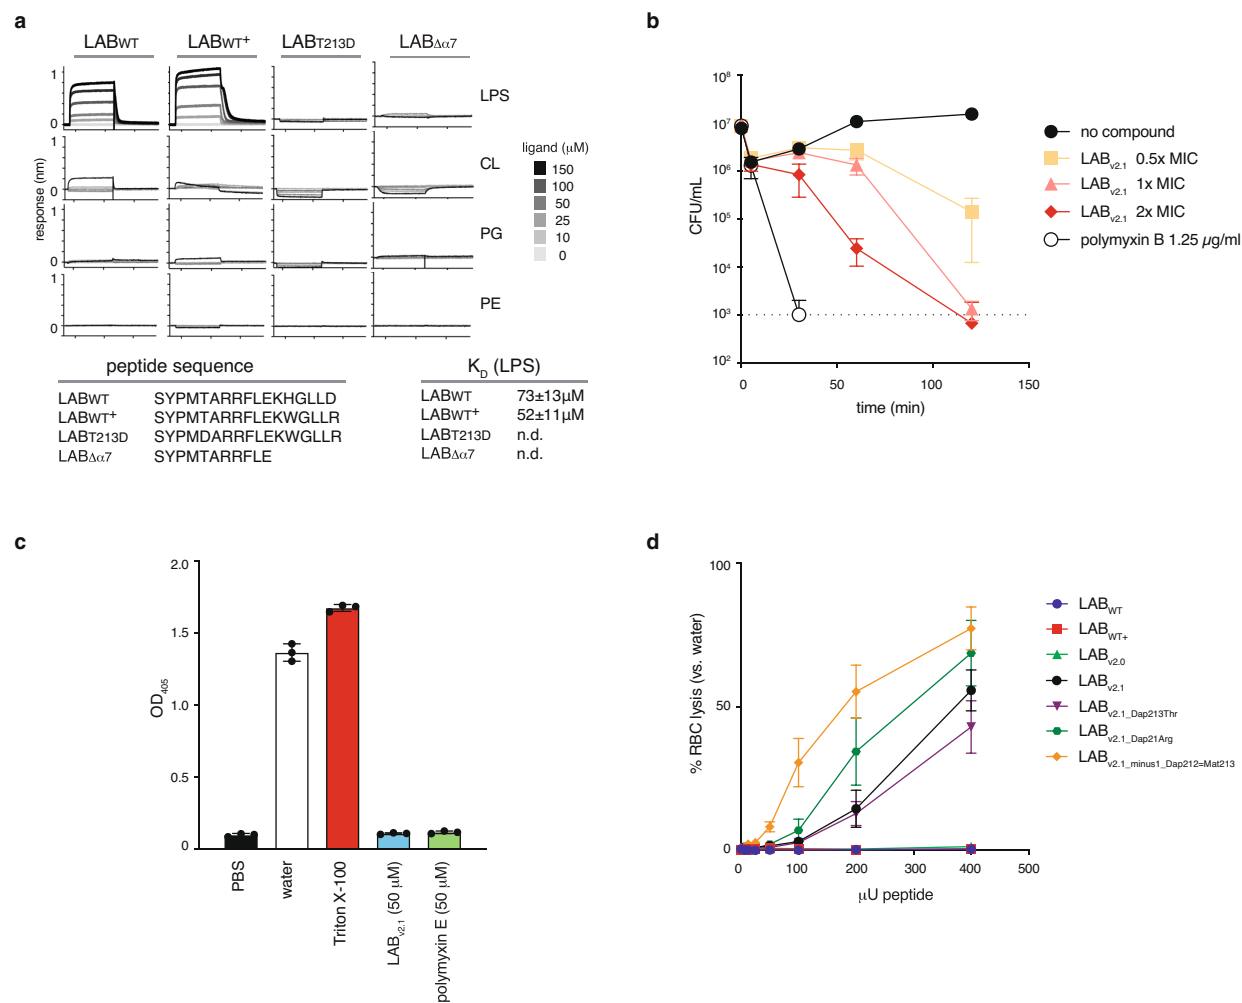 a
LABWT LABWT+ LABT213D LABΔα7
1
0
LPS
1
0
CL
1
0
PG
1
0
PE
response (nm)
ligand (μM)
150
100
50
25
10
0
peptide sequence
LABWT SYPMTARRFLEKHGLLD
LABWT+ SYPMTARRFLEKWGLLR
LABT213D SYPMDARRFLEKWGLLR
LABΔα7 SYPMTARRFLE
KD (LPS)
LABWT 73±13μM
LABWT+ 52±11μM
LABT213D n.d.
LABΔα7 n.d.
b
CFU/mL
10⁸
10⁷
10⁶
10⁵
10⁴
10³
10²
0 50 100 150
time (min)
no compound
LABv2.1 0.5x MIC
LABv2.1 1x MIC
LABv2.1 2x MIC
polymyxin B 1.25 μg/ml
c
OD405
2.0
1.5
1.0
0.5
0
PBS
water
Triton X-100
LABv2.1 (50 μM)
polymyxin E (50 μM)
d
% RBC lysis (vs. water)
100
50
0
0 100 200 300 400 500
μU peptide
LABWT
LABWT+
LABv2.0
LABv2.1
LABv2.1_Dap213Thr
LABv2.1_Dap21Arg
LABv2.1_minus1_Dap212=Mat213